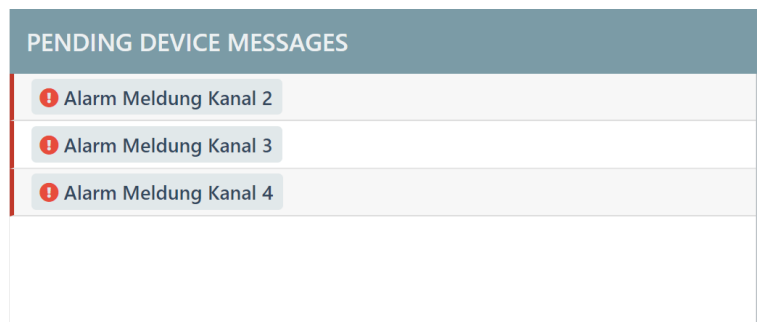 PENDING DEVICE MESSAGES
Alarm Meldung Kanal 2
Alarm Meldung Kanal 3
Alarm Meldung Kanal 4